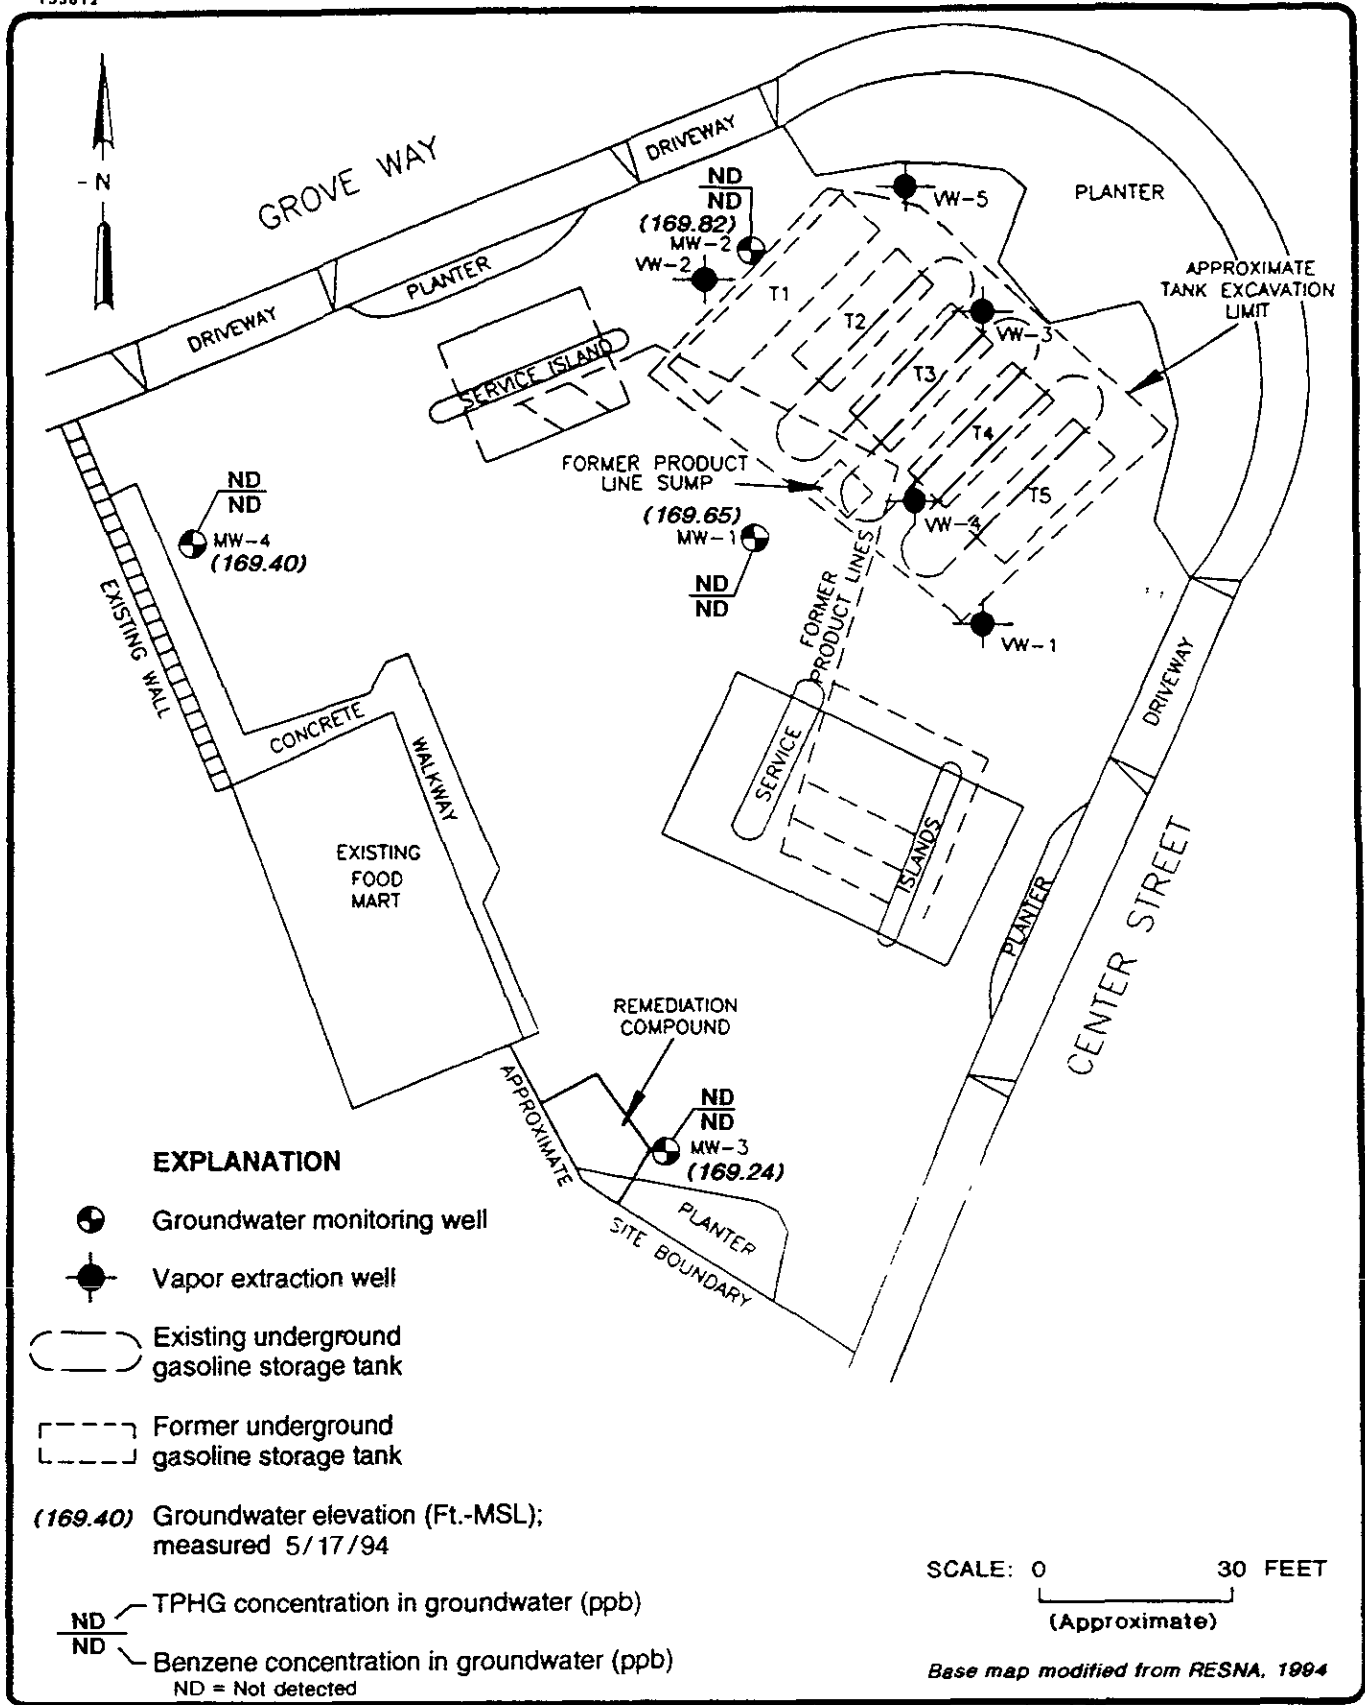 - N
GROVE WAY
DRIVEWAY
DRIVEWAY
PLANTER
PLANTER
ND
ND
(169.82)
MW-2
VW-2
VW-5
T1
T2
T3
T4
T5
VW-3
VW-4
VW-1
APPROXIMATE
TANK EXCAVATION
LIMIT
SERVICE ISLAND
FORMER PRODUCT
LINE SUMP
ND
ND
MW-4
(169.40)
(169.65)
MW-1
ND
ND
FORMER
PRODUCT LINES
EXISTING WALL
CONCRETE
WALKWAY
SERVICE
ISLANDS
DRIVEWAY
PLANTER
CENTER STREET
EXISTING
FOOD
MART
REMEDIATION
COMPOUND
ND
ND
MW-3
(169.24)
APPROXIMATE
SITE BOUNDARY
PLANTER
EXPLANATION
Groundwater monitoring well
Vapor extraction well
Existing underground
gasoline storage tank
Former underground
gasoline storage tank
(169.40) Groundwater elevation (Ft.-MSL);
measured 5/17/94
ND TPHG concentration in groundwater (ppb)
ND Benzene concentration in groundwater (ppb)
ND = Not detected
SCALE: 0 30 FEET
(Approximate)
Base map modified from RESNA, 1994